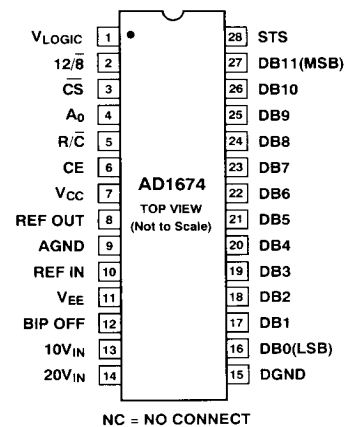 VLOGIC 1 28 STS
12/8̅ 2 27 DB11(MSB)
C̅S̅ 3 26 DB10
A0 4 25 DB9
R/C̅ 5 24 DB8
CE 6 23 DB7
VCC 7 22 DB6
AD1674
TOP VIEW
(Not to Scale)
REF OUT 8 21 DB5
AGND 9 20 DB4
REF IN 10 19 DB3
VEE 11 18 DB2
BIP OFF 12 17 DB1
10VIN 13 16 DB0(LSB)
20VIN 14 15 DGND
NC = NO CONNECT